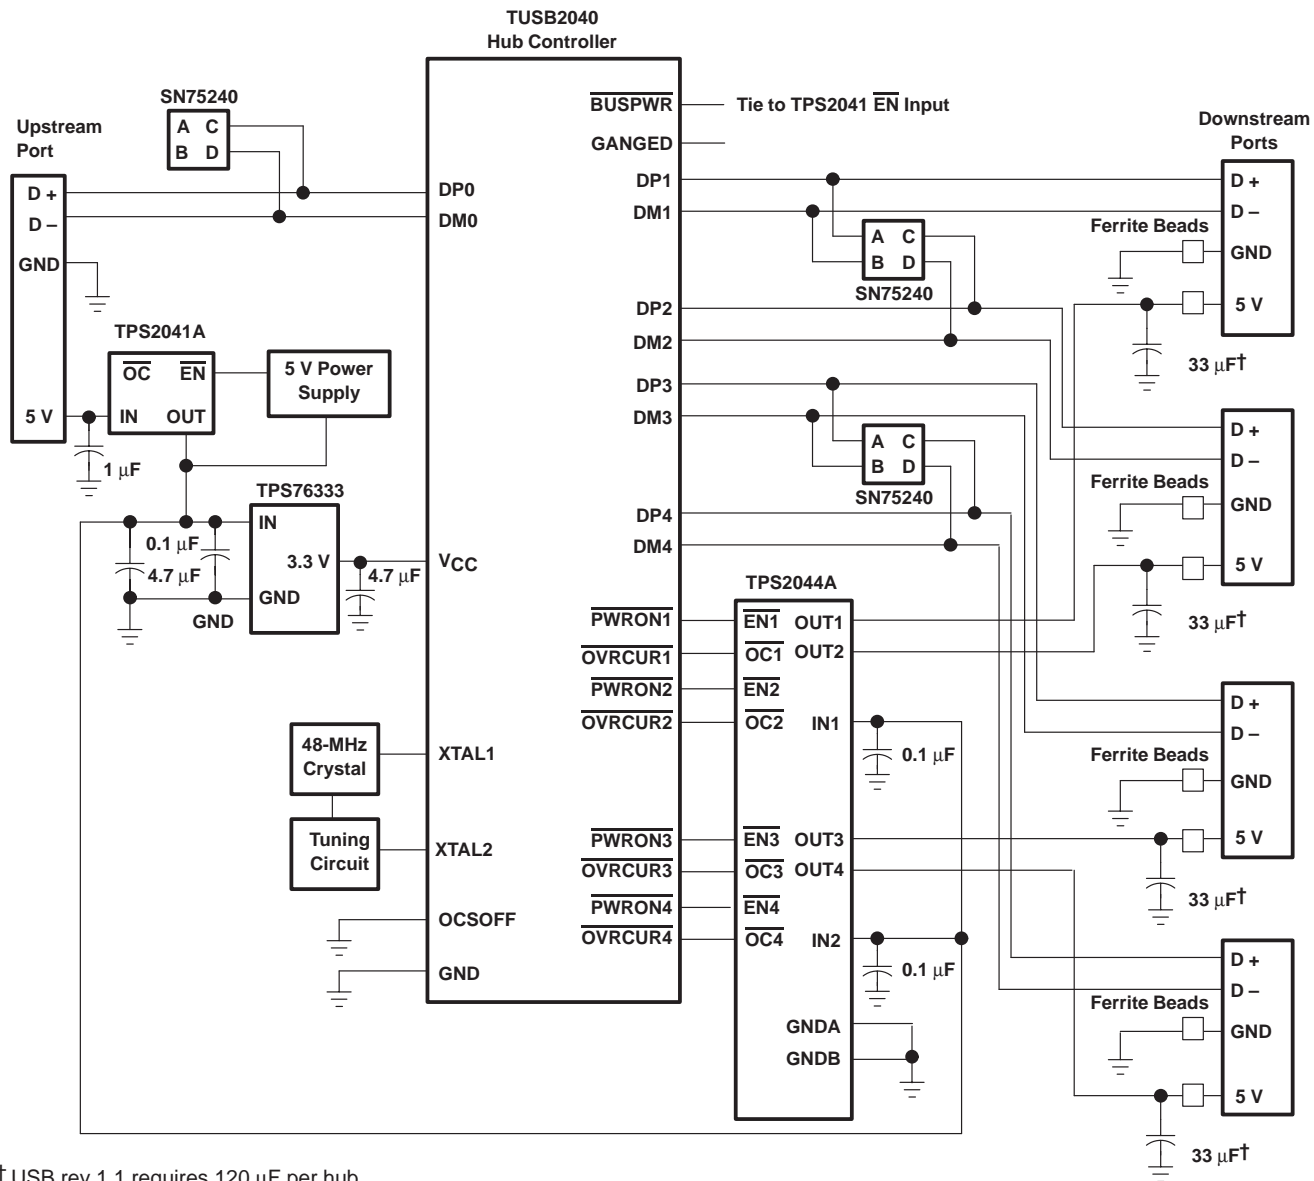 TUSB2040
Hub Controller
SN75240
A C
B D
Upstream
Port
D +
D –
GND
5 V
BUSPWR
Tie to TPS2041 EN Input
GANGED
DP0
DM0
DP1
DM1
DP2
DM2
DP3
DM3
DP4
DM4
Downstream
Ports
D +
D –
Ferrite Beads
GND
5 V
33 µF†
A C
B D
SN75240
TPS2041A
OC EN
IN OUT
5 V Power
Supply
1 µF
TPS76333
IN
0.1 µF
4.7 µF
3.3 V
4.7 µF
GND
GND
VCC
A C
B D
SN75240
D +
D –
Ferrite Beads
GND
5 V
33 µF†
TPS2044A
PWRON1
EN1 OUT1
OVRCUR1
OC1 OUT2
PWRON2
EN2
OVRCUR2
OC2 IN1
0.1 µF
48-MHz
Crystal
XTAL1
Tuning
Circuit
XTAL2
PWRON3
EN3 OUT3
OVRCUR3
OC3 OUT4
PWRON4
EN4
OVRCUR4
OC4 IN2
0.1 µF
OCSOFF
GND
GNDA
GNDB
D +
D –
Ferrite Beads
GND
5 V
33 µF†
D +
D –
Ferrite Beads
GND
5 V
33 µF†
† USB rev 1.1 requires 120 µF per hub